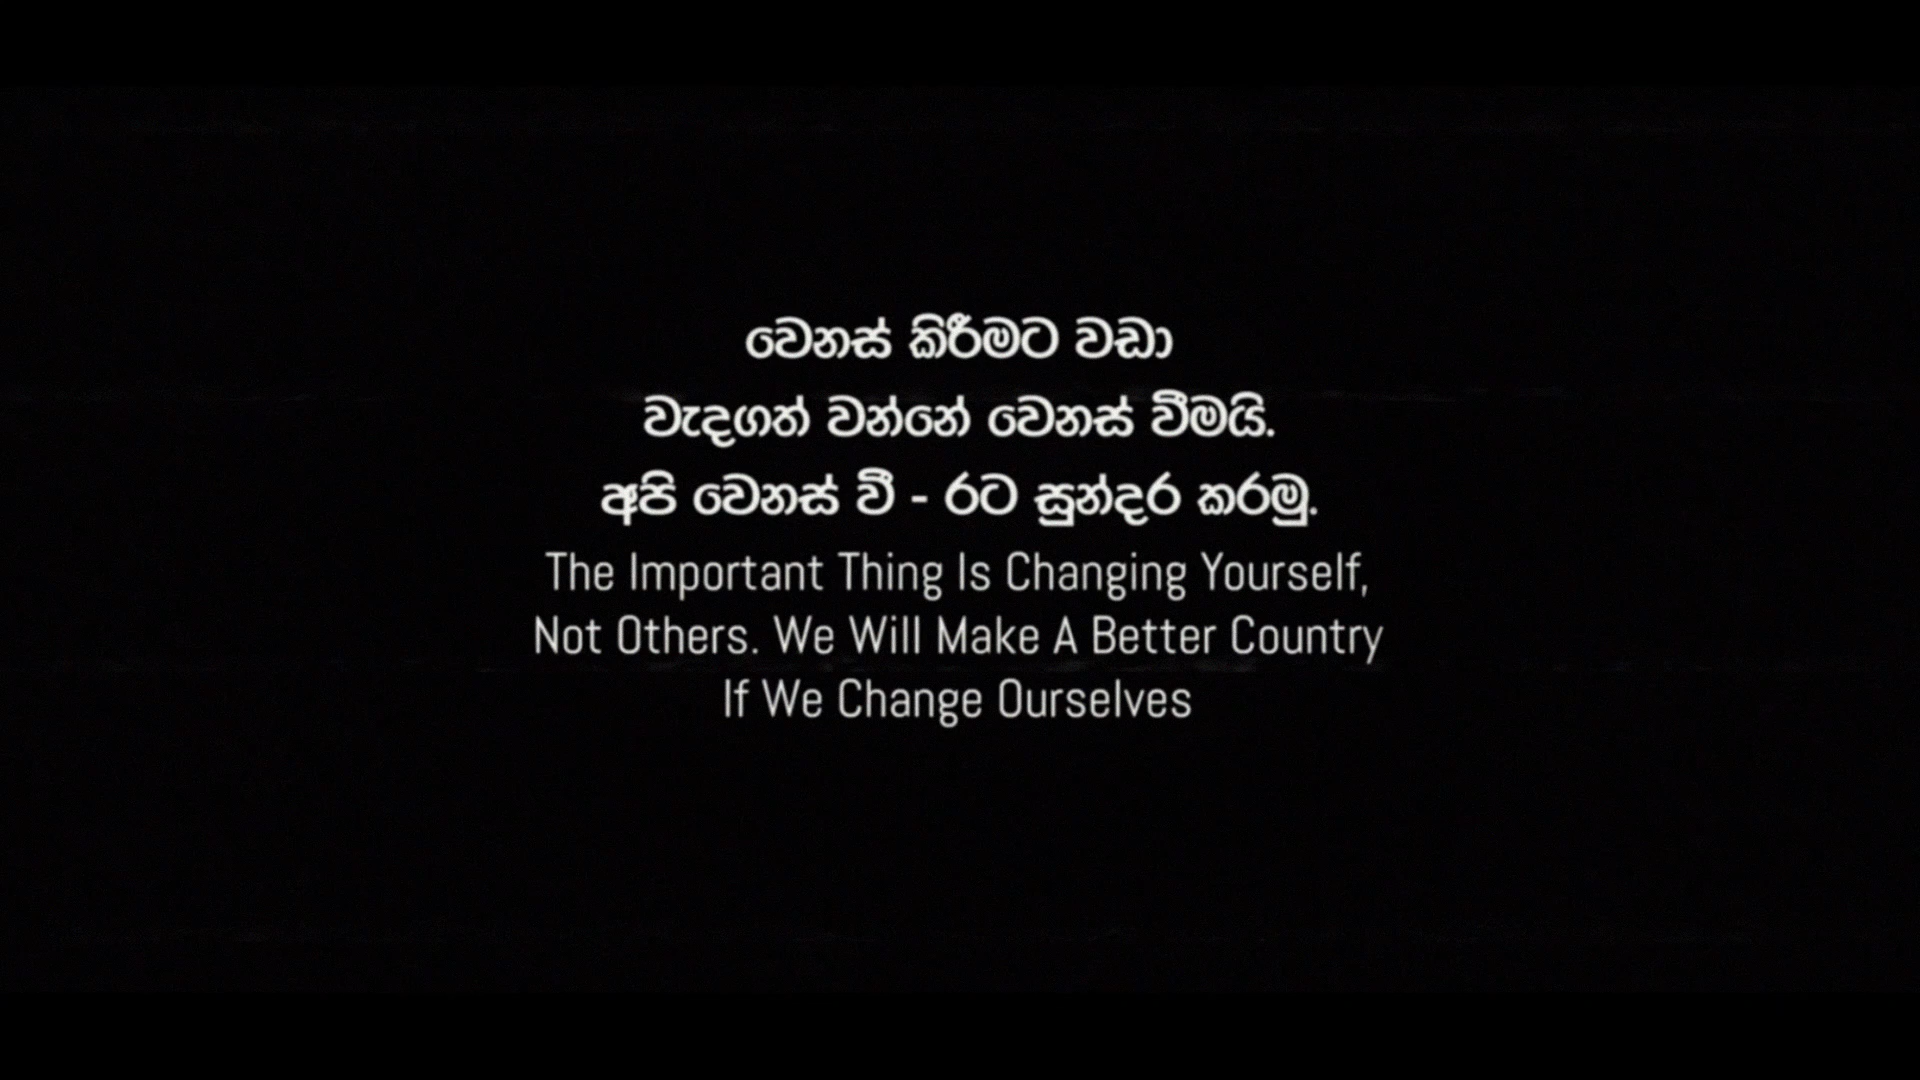 වෙනස් කිරීමට වඩා
වැදගත් වන්නේ වෙනස් වීමයි.
අපි වෙනස් වී - රට සුන්දර කරමු.
The Important Thing Is Changing Yourself,
Not Others. We Will Make A Better Country
If We Change Ourselves